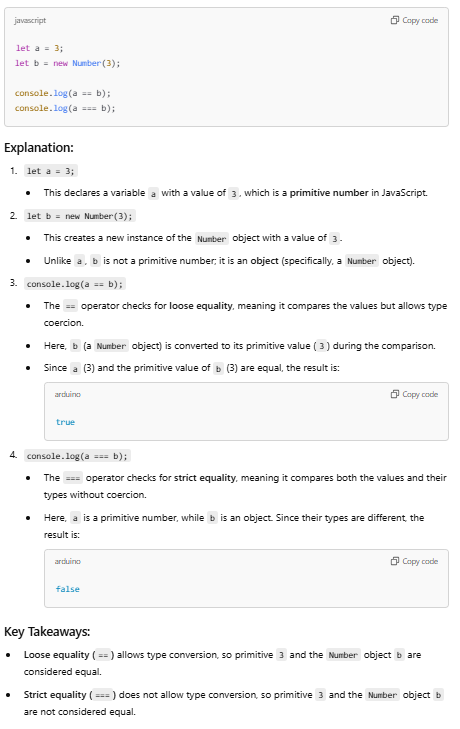 javascript Copy code
let a = 3;
let b = new Number(3);
console.log(a == b);
console.log(a === b);
Explanation:
1. let a = 3;
• This declares a variable a with a value of 3, which is a primitive number in JavaScript.
2. let b = new Number(3);
• This creates a new instance of the Number object with a value of 3.
• Unlike a, b is not a primitive number; it is an object (specifically, a Number object).
3. console.log(a == b);
• The == operator checks for loose equality, meaning it compares the values but allows type
coercion.
• Here, b (a Number object) is converted to its primitive value (3) during the comparison.
• Since a (3) and the primitive value of b (3) are equal, the result is:
arduino Copy code
true
4. console.log(a === b);
• The === operator checks for strict equality, meaning it compares both the values and their
types without coercion.
• Here, a is a primitive number, while b is an object. Since their types are different, the
result is:
arduino Copy code
false
Key Takeaways:
• Loose equality (==) allows type conversion, so primitive 3 and the Number object b are
considered equal.
• Strict equality (===) does not allow type conversion, so primitive 3 and the Number object b
are not considered equal.